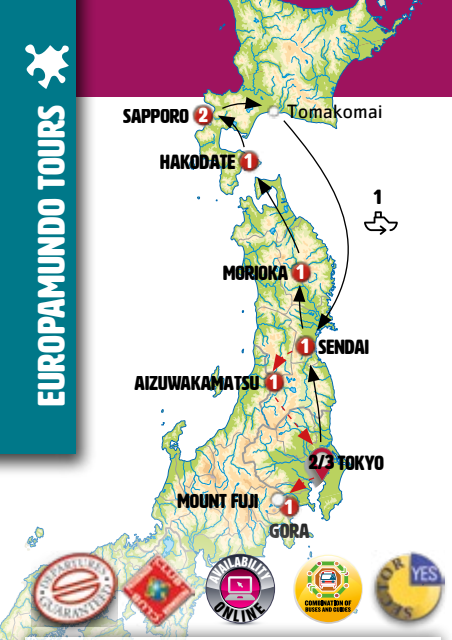 EUROPAMUNDO TOURS
SAPPORO 2
Tomakomai
HAKODATE 1
1
MORIOKA 1
1 SENDAI
AIZUWAKAMATSU 1
2/3 TOKYO
MOUNT FUJI
1
GORA
DEPARTURES
GUARANTEED
AVAILABILITY
ONLINE
COMBINATION OF
BUSES AND GUIDES
SECTOR
YES